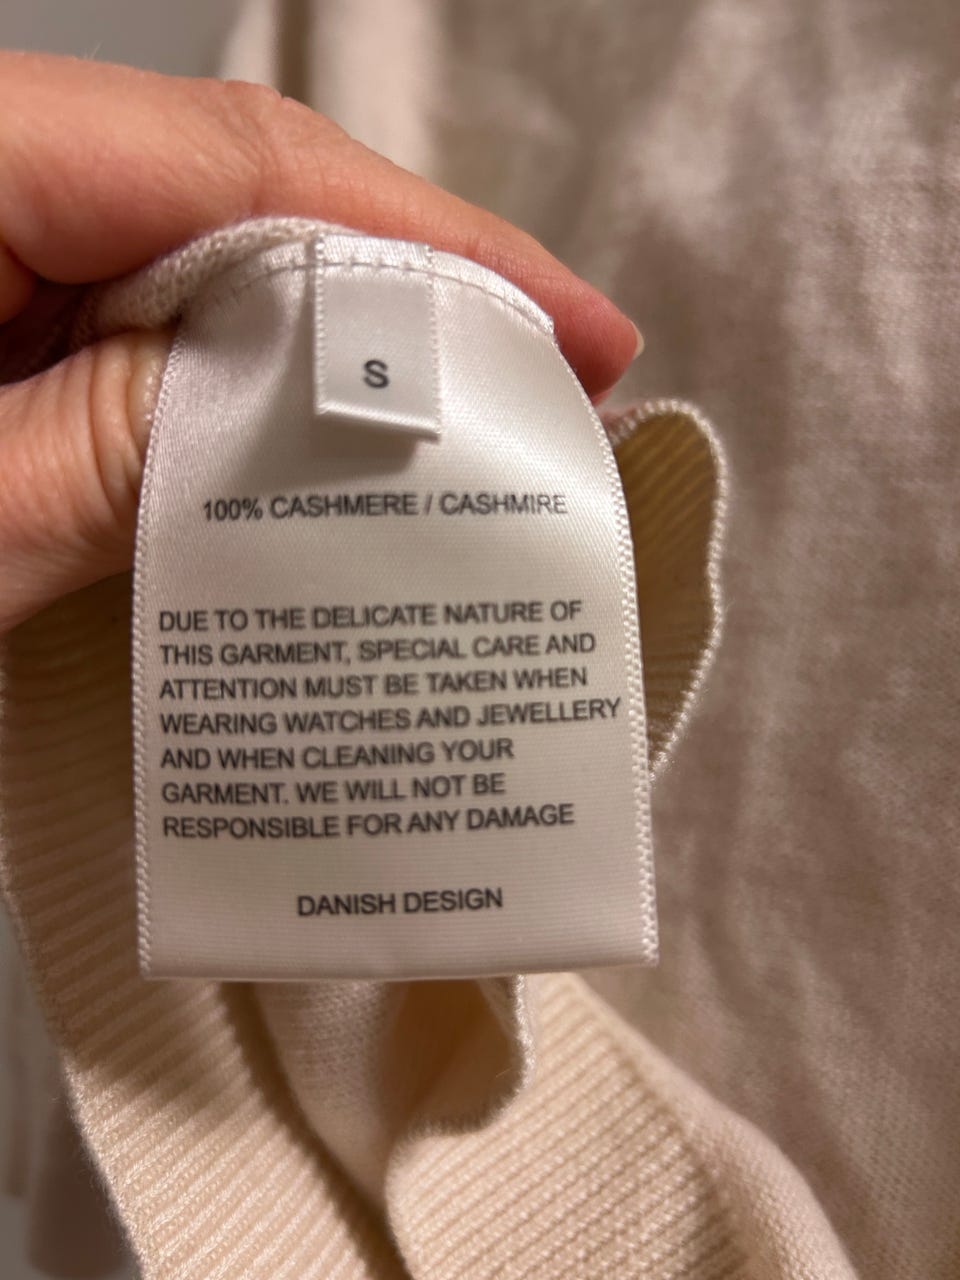 S
100% CASHMERE / CASHMIRE
DUE TO THE DELICATE NATURE OF
THIS GARMENT, SPECIAL CARE AND
ATTENTION MUST BE TAKEN WHEN
WEARING WATCHES AND JEWELLERY
AND WHEN CLEANING YOUR
GARMENT. WE WILL NOT BE
RESPONSIBLE FOR ANY DAMAGE
DANISH DESIGN